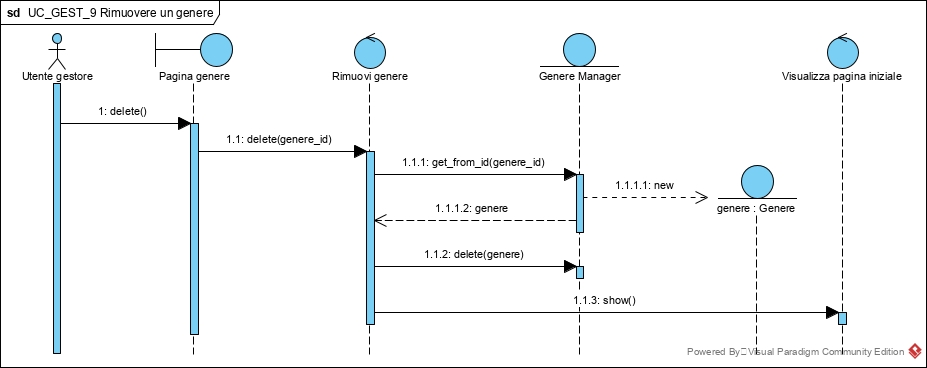 sd UC_GEST_9 Rimuovere un genere
Utente gestore
Pagina genere
Rimuovi genere
Genere Manager
Visualizza pagina iniziale
1: delete()
1.1: delete(genere_id)
1.1.1: get_from_id(genere_id)
1.1.1.1: new
genere : Genere
1.1.1.2: genere
1.1.2: delete(genere)
1.1.3: show()
Powered By Visual Paradigm Community Edition